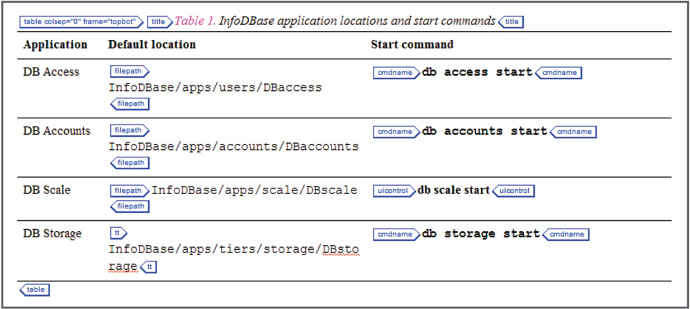 table colsep="0" frame="topbot" title Table 1. InfoDBase application locations and start commands title
Application Default location Start command
DB Access filepath cmdname db access start cmdname
InfoDBase/apps/users/DBaccess
filepath
DB Accounts filepath cmdname db accounts start cmdname
InfoDBase/apps/accounts/DBaccounts
filepath
DB Scale filepath InfoDBase/apps/scale/DBscale uicontrol db scale start uicontrol
filepath
DB Storage tt cmdname db storage start cmdname
InfoDBase/apps/tiers/storage/DBsto
rage tt
table